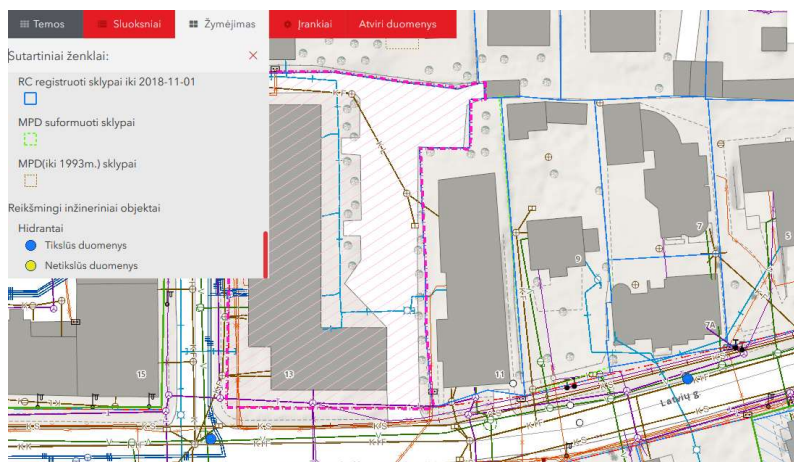 Temos
Sluoksniai
Žymėjimas
Įrankiai
Atviri duomenys
Sutartiniai ženklai:
RC registruoti sklypai iki 2018-11-01
MPD suformuoti sklypai
MPD(iki 1993m.) sklypai
Reikšmingi inžineriniai objektai
Hidrantai
Tikslūs duomenys
Netikslūs duomenys
7
5
9
7A
15
13
11
Latvių g.